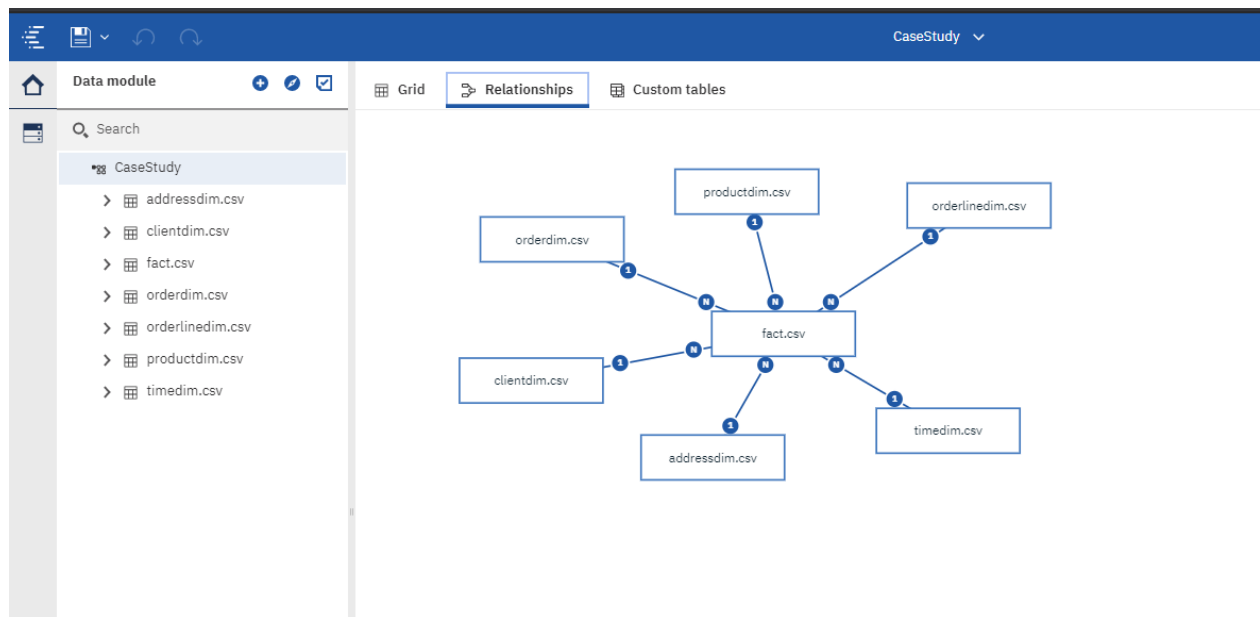 CaseStudy
Data module
Grid
Relationships
Custom tables
Search
CaseStudy
addressdim.csv
clientdim.csv
fact.csv
orderdim.csv
orderlinedim.csv
productdim.csv
timedim.csv
productdim.csv
1
orderlinedim.csv
1
orderdim.csv
1
N
N
N
fact.csv
clientdim.csv
1
N
N
N
1
addressdim.csv
1
timedim.csv